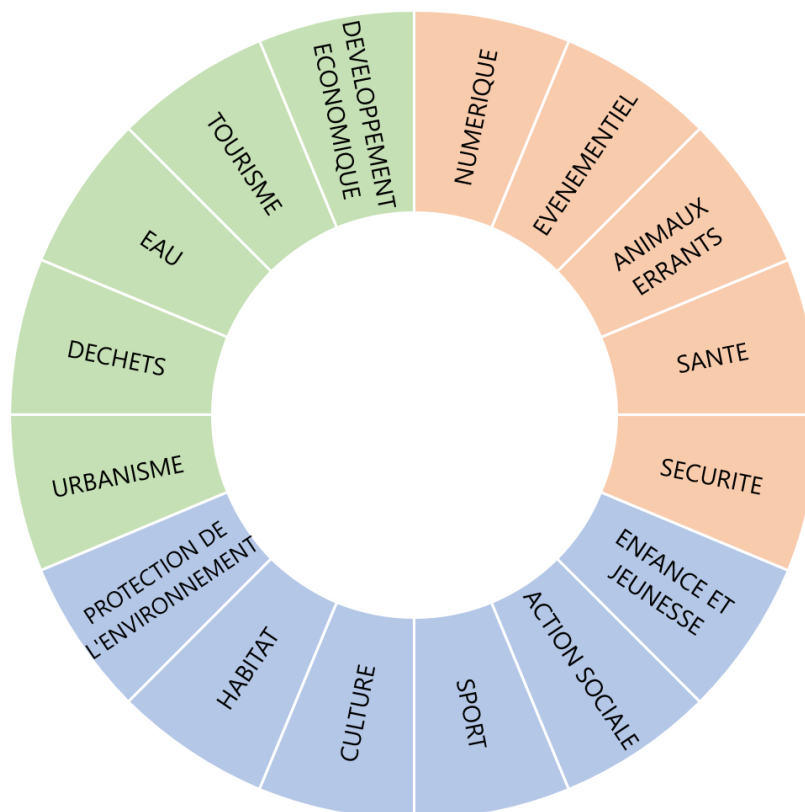 NUMERIQUE
EVENEMENTIEL
ANIMAUX
ERRANTS
SANTE
SECURITE
ENFANCE ET
JEUNESSE
ACTION SOCIALE
SPORT
CULTURE
HABITAT
PROTECTION DE
L'ENVIRONNEMENT
URBANISME
DECHETS
EAU
TOURISME
DEVELOPPEMENT
ECONOMIQUE